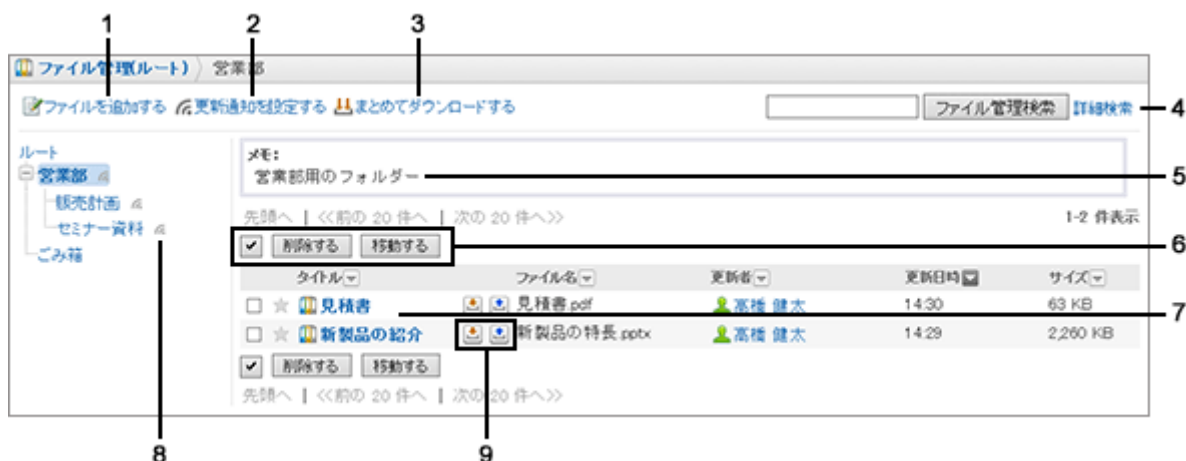 1 2 3
ファイル管理(ルート) 営業部
ファイルを追加する 更新通知を設定する まとめてダウンロードする ファイル管理検索 詳細検索 4
ルート
営業部
販売計画
セミナー資料
ごみ箱
メモ:
営業部用のフォルダー 5
先頭へ | <<前の 20 件へ | 次の 20 件へ>> 1-2 件表示
削除する 移動する 6
タイトル ファイル名 更新者 更新日時 サイズ
見積書 見積書.pdf 高橋 健太 14:30 63 KB 7
新製品の紹介 新製品の特長.pptx 高橋 健太 14:29 2,260 KB
削除する 移動する
先頭へ | <<前の 20 件へ | 次の 20 件へ>>
8 9